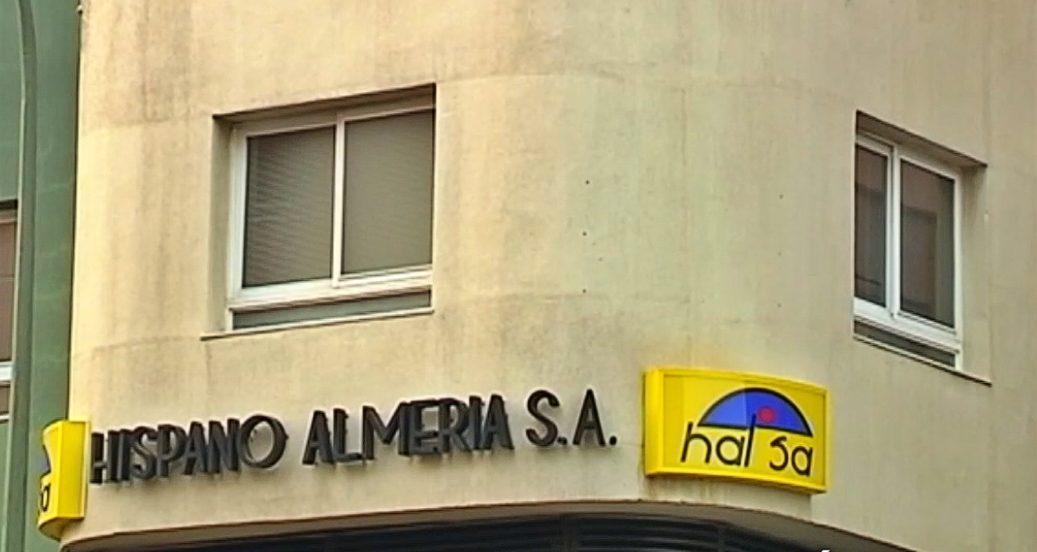 HISPANO ALMERIA S.A.
hal sa